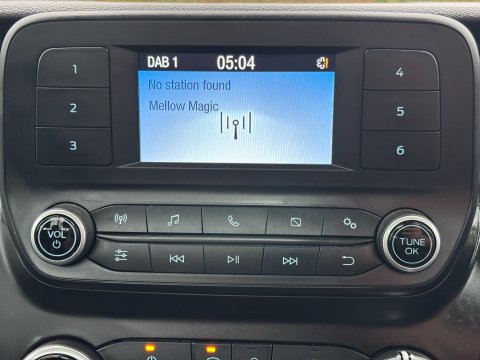 DAB 1 05:04
No station found
Mellow Magic
1
2
3
4
5
6
VOL
TUNE
OK